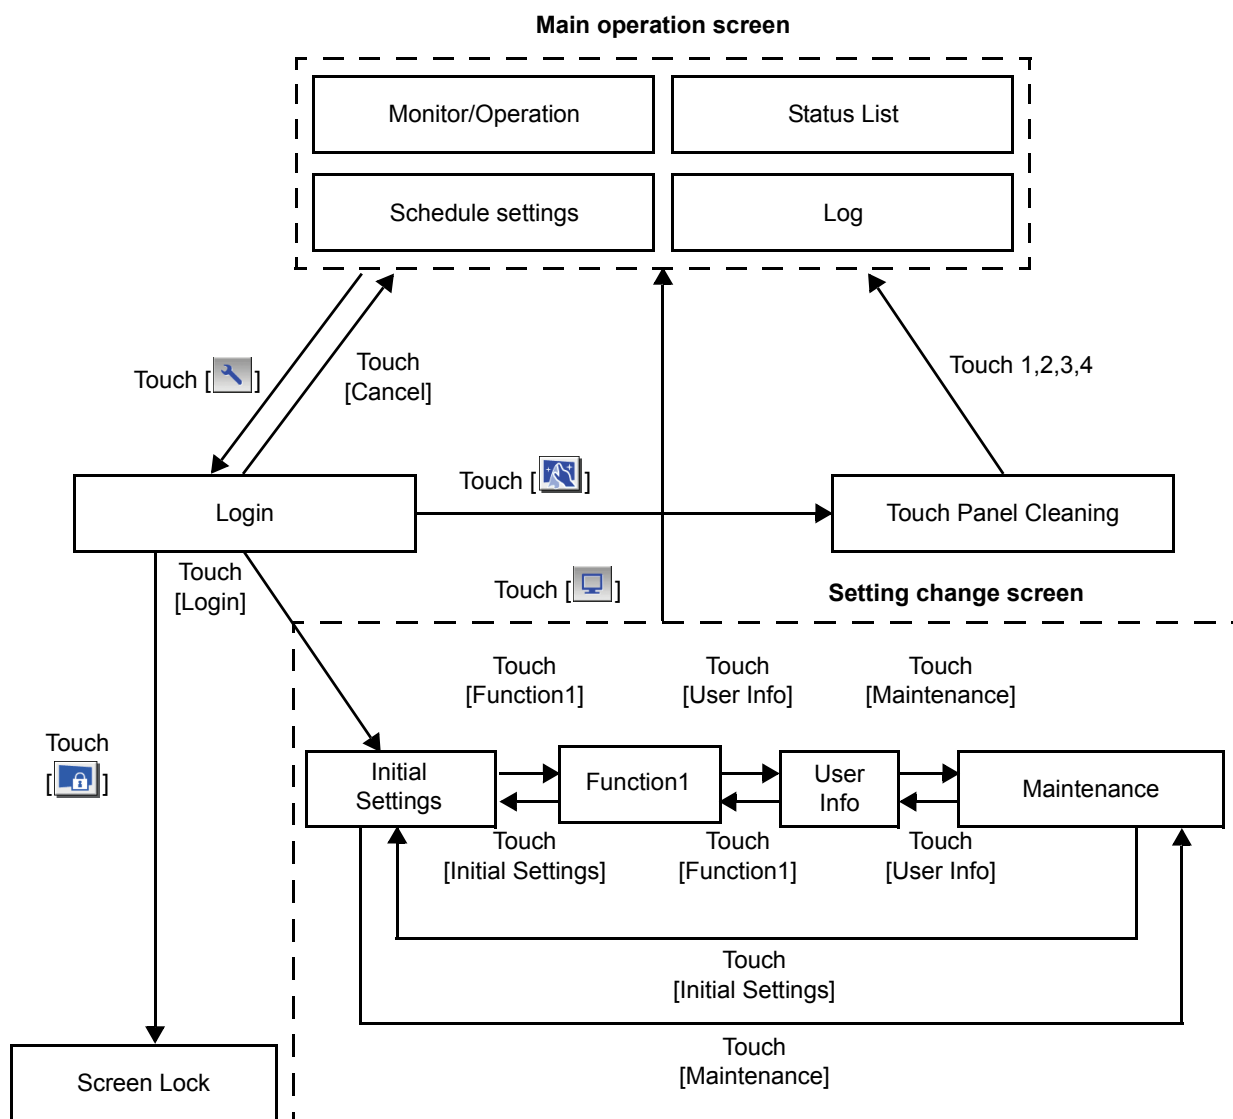 Main operation screen
Monitor/Operation
Status List
Schedule settings
Log
Touch [ ]
Touch
[Cancel]
Touch 1,2,3,4
Touch [ ]
Login
Touch Panel Cleaning
Touch
[Login]
Touch [ ]
Setting change screen
Touch
[Function1]
Touch
[User Info]
Touch
[Maintenance]
Touch
[ ]
Initial
Settings
Function1
User
Info
Maintenance
Touch
[Initial Settings]
Touch
[Function1]
Touch
[User Info]
Touch
[Initial Settings]
Touch
[Maintenance]
Screen Lock